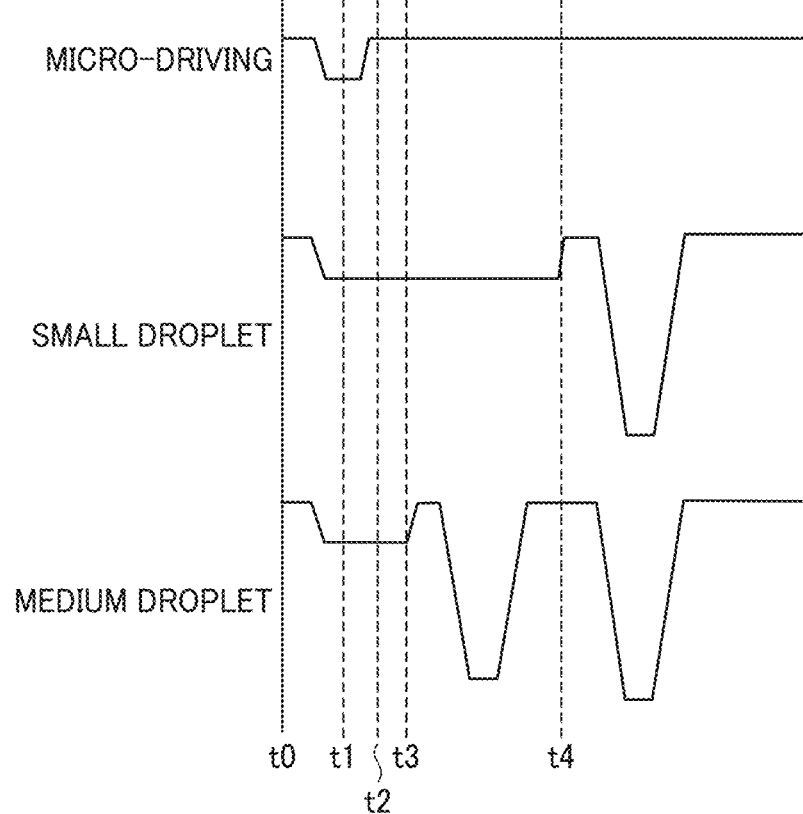 MICRO-DRIVING
SMALL DROPLET
MEDIUM DROPLET
t0 t1 t3 t4
t2